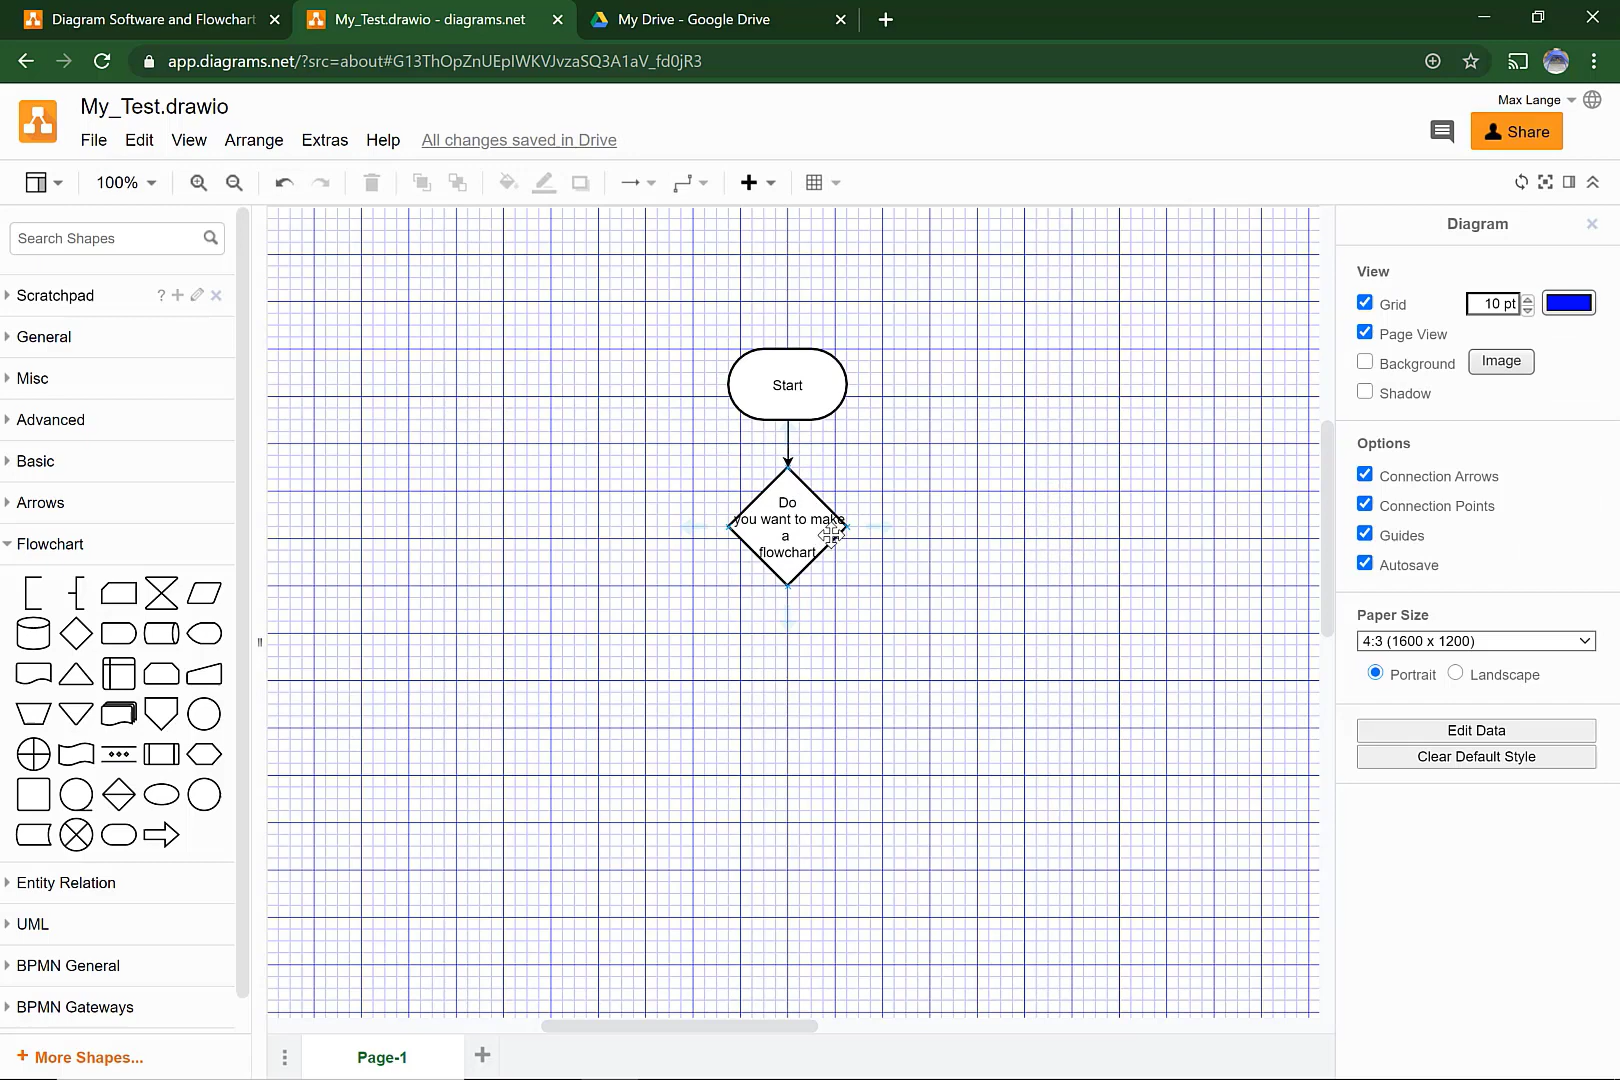 Diagram Software and Flowchart
My_Test.drawio - diagrams.net
My Drive - Google Drive
app.diagrams.net/?src=about#G13ThOpZnUEpIWKVJvzaSQ3A1aV_fd0jR3
My_Test.drawio
Max Lange
File Edit View Arrange Extras Help All changes saved in Drive
Share
100%
Search Shapes
Scratchpad ?
General
Misc
Advanced
Basic
Arrows
Flowchart
Entity Relation
UML
BPMN General
BPMN Gateways
+ More Shapes...
Start
Do
you want to make
a
flowchart
Page-1
Diagram
View
Grid 10 pt
Page View
Background Image
Shadow
Options
Connection Arrows
Connection Points
Guides
Autosave
Paper Size
4:3 (1600 x 1200)
Portrait Landscape
Edit Data
Clear Default Style